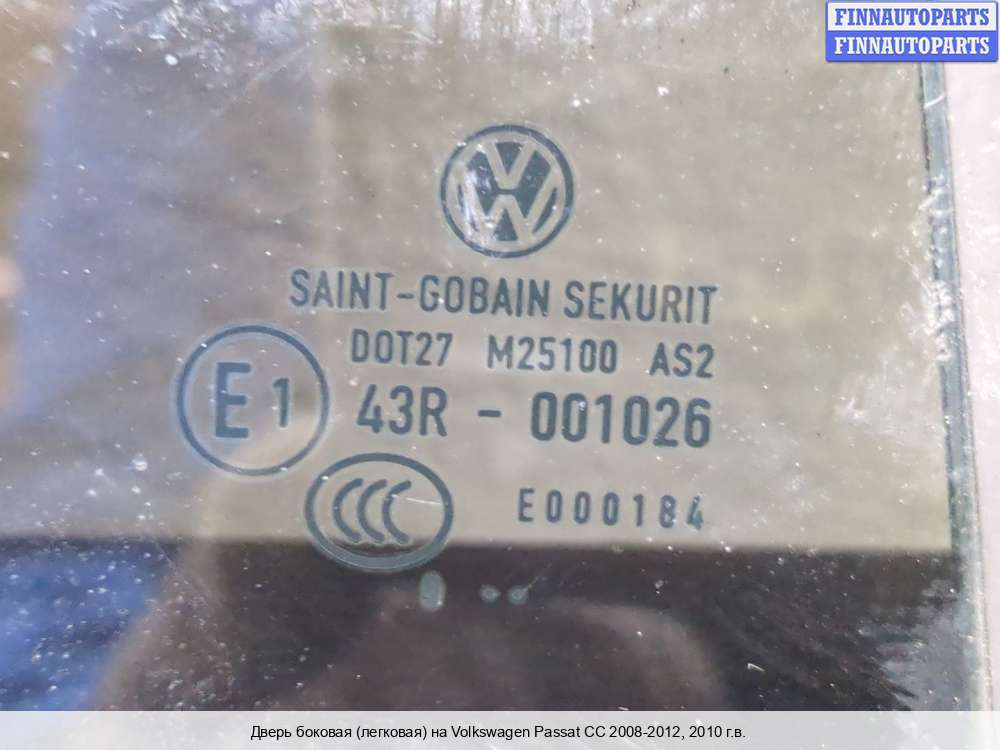 FINNAUTOPARTS
FINNAUTOPARTS
SAINT-GOBAIN SEKURIT
DOT27 M25100 AS2
E1 43R - 001026
CCC E000184
Дверь боковая (легковая) на Volkswagen Passat CC 2008-2012, 2010 г.в.